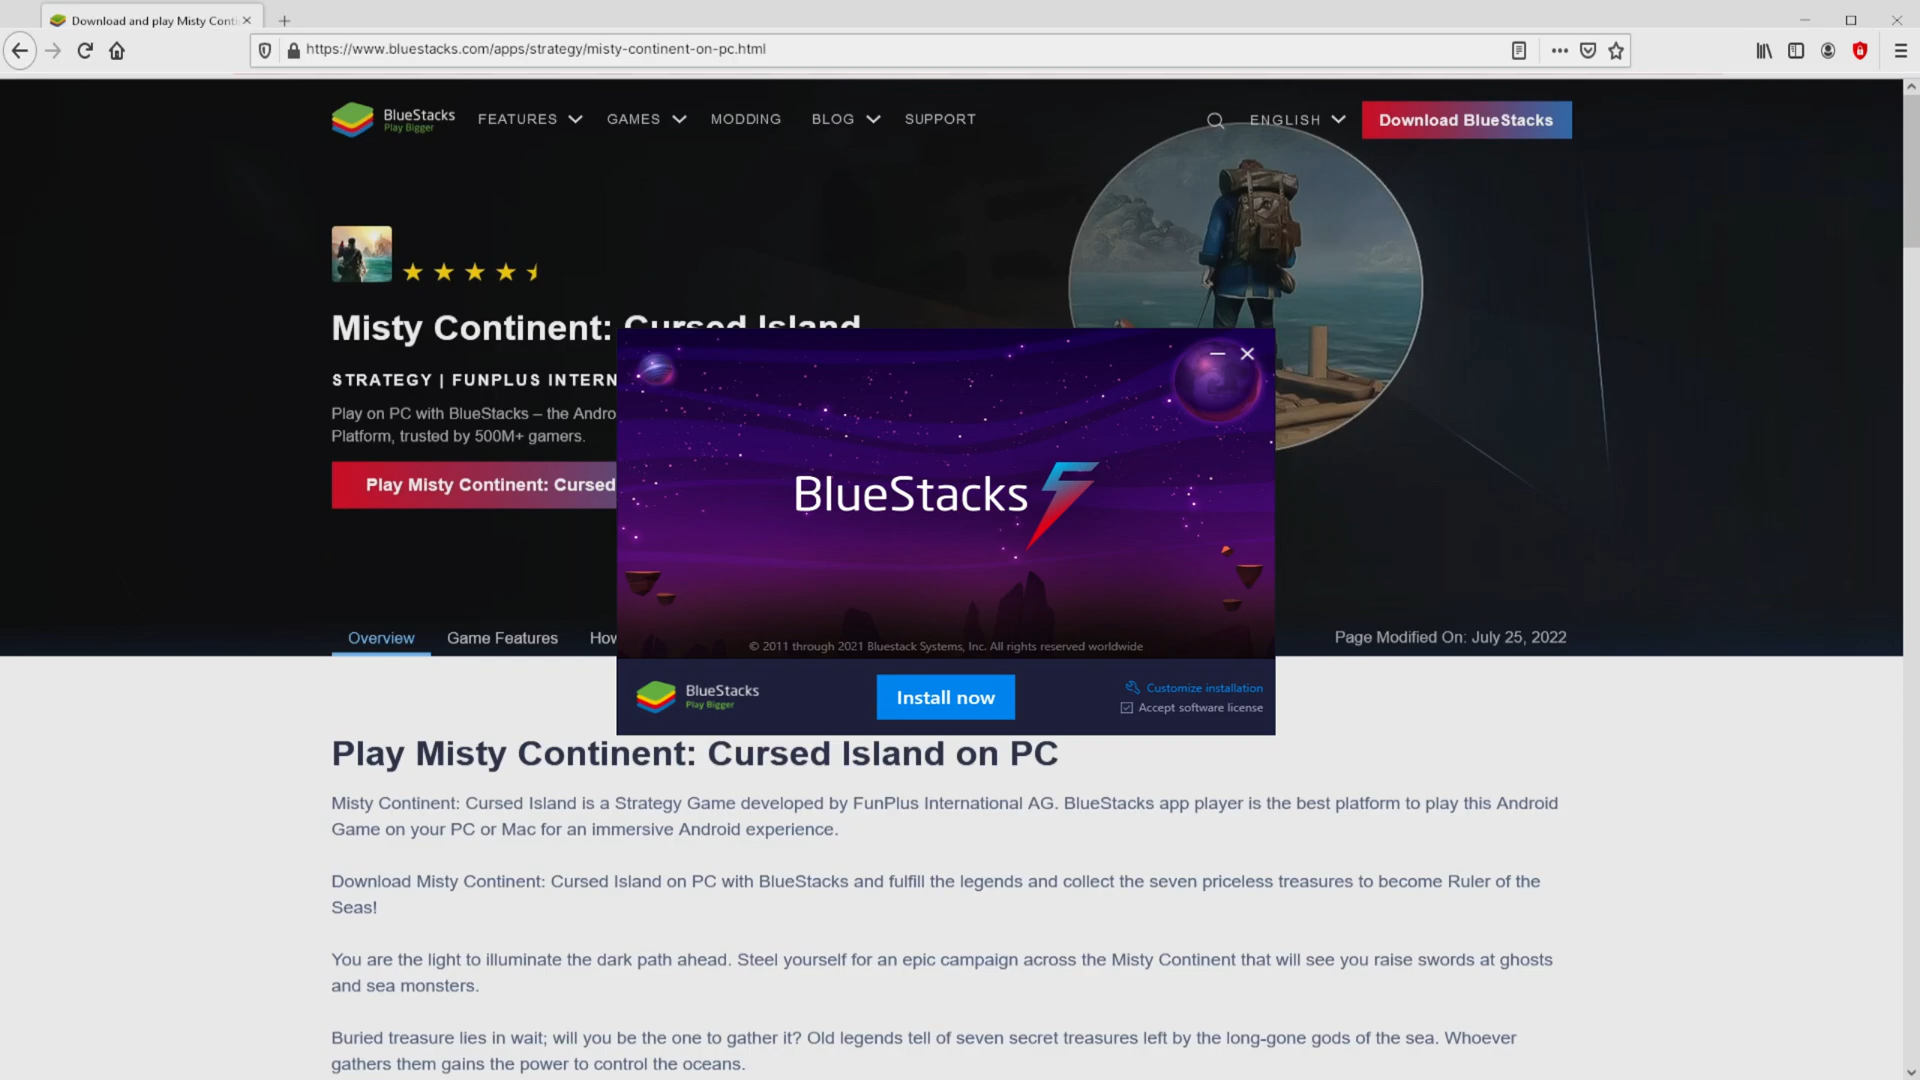 Download and play Misty Conti
https://www.bluestacks.com/apps/strategy/misty-continent-on-pc.html
BlueStacks
Play Bigger
FEATURES
GAMES
MODDING
BLOG
SUPPORT
ENGLISH
Download BlueStacks
Misty Continent: Cursed Island
STRATEGY | FUNPLUS INTERN
Play on PC with BlueStacks – the Andro
Platform, trusted by 500M+ gamers.
Play Misty Continent: Cursed
BlueStacks 5
© 2011 through 2021 Bluestack Systems, Inc. All rights reserved worldwide
Overview
Game Features
How
Page Modified On: July 25, 2022
BlueStacks
Play Bigger
Install now
Customize installation
Accept software license
Play Misty Continent: Cursed Island on PC
Misty Continent: Cursed Island is a Strategy Game developed by FunPlus International AG. BlueStacks app player is the best platform to play this Android
Game on your PC or Mac for an immersive Android experience.
Download Misty Continent: Cursed Island on PC with BlueStacks and fulfill the legends and collect the seven priceless treasures to become Ruler of the
Seas!
You are the light to illuminate the dark path ahead. Steel yourself for an epic campaign across the Misty Continent that will see you raise swords at ghosts
and sea monsters.
Buried treasure lies in wait; will you be the one to gather it? Old legends tell of seven secret treasures left by the long-gone gods of the sea. Whoever
gathers them gains the power to control the oceans.